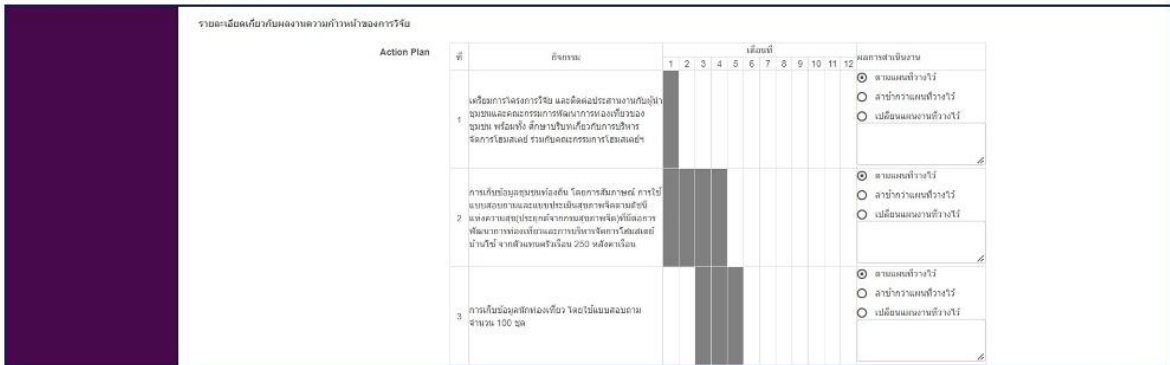 รายละเอียดเกี่ยวกับผลงานความก้าวหน้าของการวิจัย
Action Plan
ที่ กิจกรรม เดือนที่ ผลการดำเนินงาน
1 2 3 4 5 6 7 8 9 10 11 12
1
เตรียมการโครงการวิจัย และติดต่อประสานงานกับผู้นำ
ชุมชนและคณะกรรมการพัฒนาการท่องเที่ยวของ
ชุมชน พร้อมทั้ง ศึกษาบริบทเกี่ยวกับการบริหาร
จัดการโฮมสเตย์ ร่วมกับคณะกรรมการโฮมสเตย์ฯ
ตามแผนที่วางไว้
ล่าช้ากว่าแผนที่วางไว้
เปลี่ยนแผนงานที่วางไว้
2
การเก็บข้อมูลชุมชนท้องถิ่น โดยการสัมภาษณ์ การใช้
แบบสอบถามและแบบประเมินสุขภาพจิตตามดัชนี
แห่งความสุข(ประยุกต์จากกรมสุขภาพจิต)ที่มีต่อการ
พัฒนาการท่องเที่ยวและการบริหารจัดการโฮมสเตย์
จากตัวแทนครัวเรือน 250 หลังคาเรือน
ตามแผนที่วางไว้
ล่าช้ากว่าแผนที่วางไว้
เปลี่ยนแผนงานที่วางไว้
3
การเก็บข้อมูลนักท่องเที่ยว โดยใช้แบบสอบถาม
จำนวน 100 ชุด
ตามแผนที่วางไว้
ล่าช้ากว่าแผนที่วางไว้
เปลี่ยนแผนงานที่วางไว้